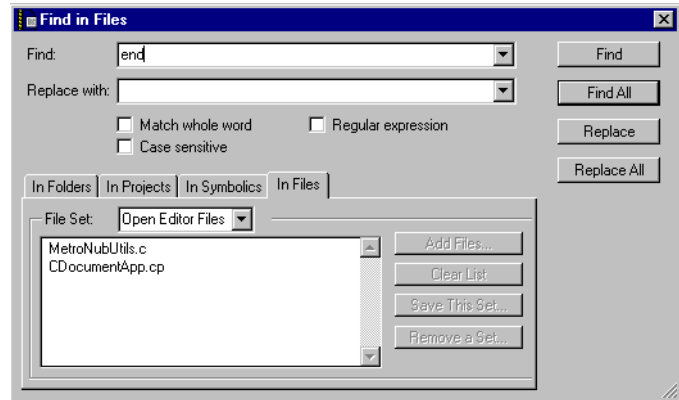 Find in Files
Find: end
Find
Replace with:
Find All
Match whole word Regular expression
Replace
Case sensitive
Replace All
In Folders In Projects In Symbolics In Files
File Set: Open Editor Files
MetroNubUtils.c
Add Files...
CDocumentApp.cp
Clear List
Save This Set...
Remove a Set...